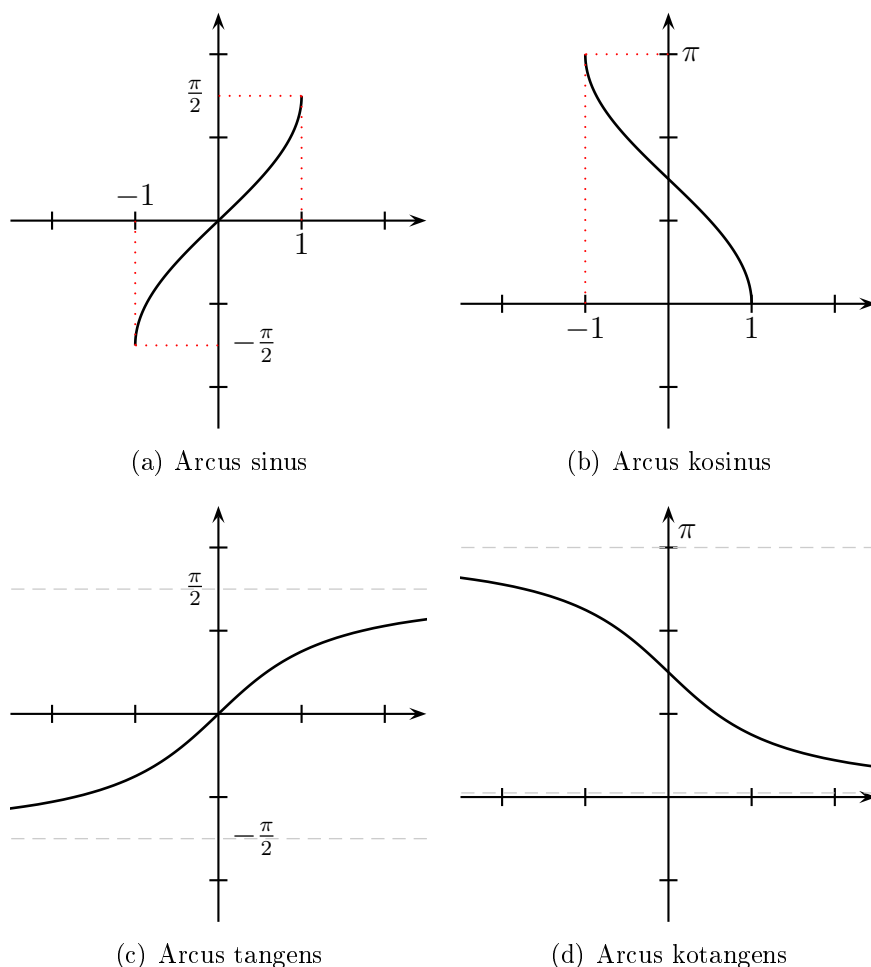 π/2
−1
1
−π/2
(a) Arcus sinus
π
−1
1
(b) Arcus kosinus
π/2
−π/2
(c) Arcus tangens
π
(d) Arcus kotangens